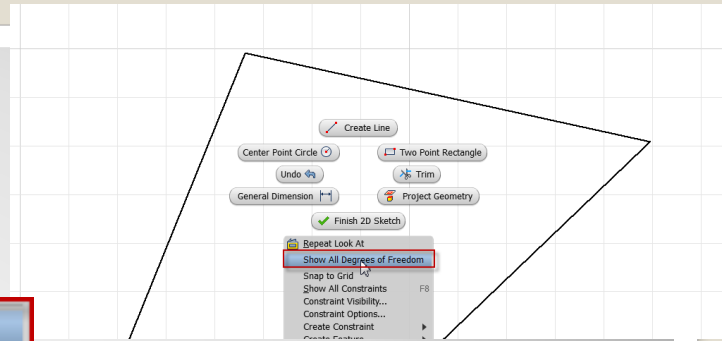 Create Line
Center Point Circle
Two Point Rectangle
Undo
Trim
General Dimension
Project Geometry
Finish 2D Sketch
Repeat Look At
Show All Degrees of Freedom
Snap to Grid
Show All Constraints F8
Constraint Visibility...
Constraint Options...
Create Constraint
Create Feature